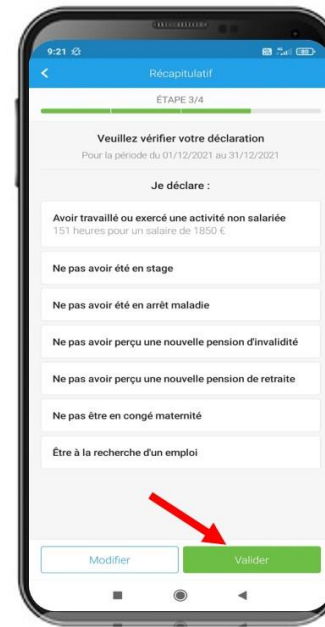 9:21
Récapitulatif
ÉTAPE 3/4
Veuillez vérifier votre déclaration
Pour la période du 01/12/2021 au 31/12/2021
Je déclare :
Avoir travaillé ou exercé une activité non salariée
151 heures pour un salaire de 1850 €
Ne pas avoir été en stage
Ne pas avoir été en arrêt maladie
Ne pas avoir perçu une nouvelle pension d'invalidité
Ne pas avoir perçu une nouvelle pension de retraite
Ne pas être en congé maternité
Être à la recherche d'un emploi
Modifier
Valider